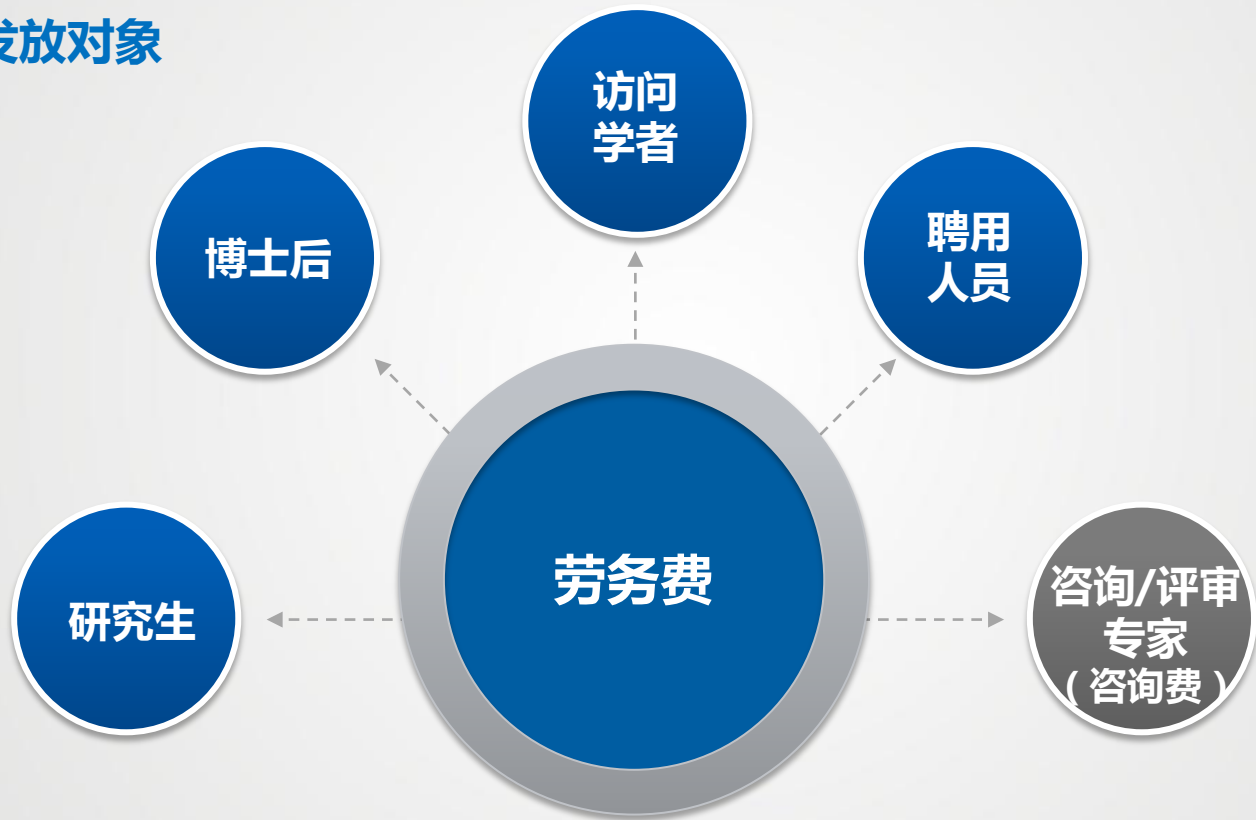 发放对象
访问
学者
博士后
聘用
人员
劳务费
研究生
咨询/评审
专家
（咨询费）